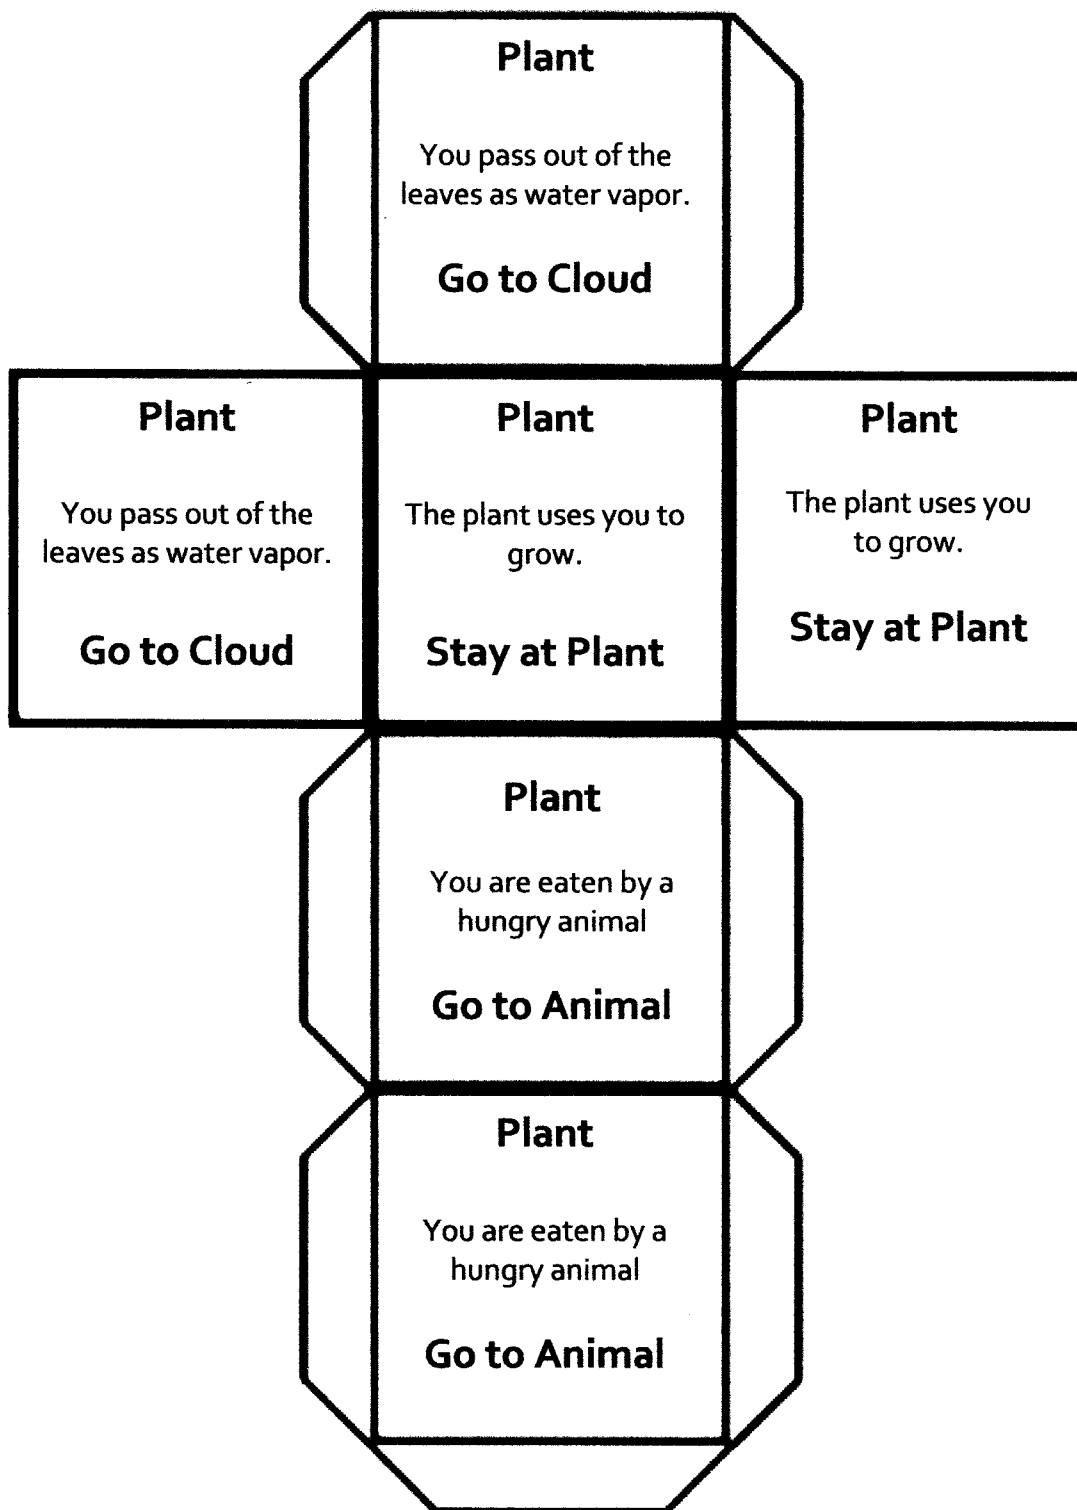 Plant
You pass out of the
leaves as water vapor.
Go to Cloud
Plant
You pass out of the
leaves as water vapor.
Go to Cloud
Plant
The plant uses you to
grow.
Stay at Plant
Plant
The plant uses you
to grow.
Stay at Plant
Plant
You are eaten by a
hungry animal
Go to Animal
Plant
You are eaten by a
hungry animal
Go to Animal